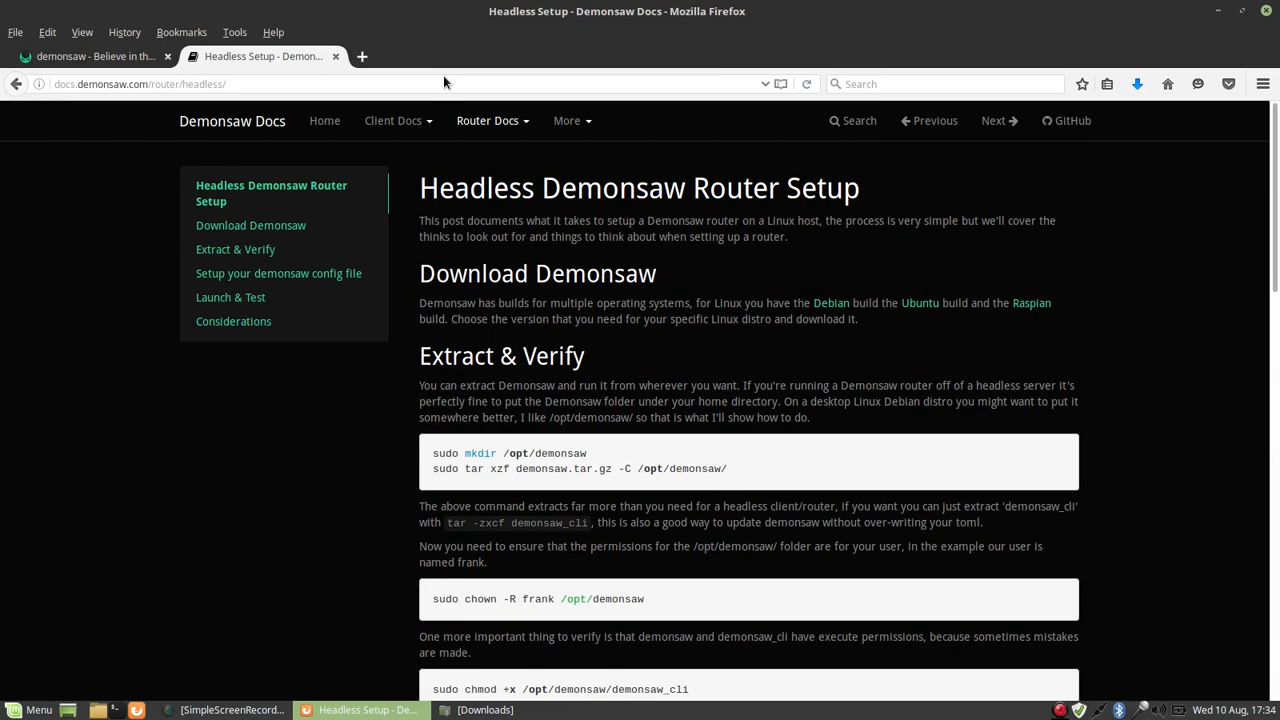 Headless Setup - Demonsaw Docs - Mozilla Firefox
File Edit View History Bookmarks Tools Help
demonsaw - Believe in th...
Headless Setup - Demon...
docs.demonsaw.com/router/headless/
Search
Demonsaw Docs Home Client Docs Router Docs More Search Previous Next GitHub
Headless Demonsaw Router
Setup
Download Demonsaw
Extract & Verify
Setup your demonsaw config file
Launch & Test
Considerations
Headless Demonsaw Router Setup
This post documents what it takes to setup a Demonsaw router on a Linux host, the process is very simple but we'll cover the
thinks to look out for and things to think about when setting up a router.
Download Demonsaw
Demonsaw has builds for multiple operating systems, for Linux you have the Debian build the Ubuntu build and the Raspian
build. Choose the version that you need for your specific Linux distro and download it.
Extract & Verify
You can extract Demonsaw and run it from wherever you want. If you're running a Demonsaw router off of a headless server it's
perfectly fine to put the Demonsaw folder under your home directory. On a desktop Linux Debian distro you might want to put it
somewhere better, I like /opt/demonsaw/ so that is what I'll show how to do.
sudo mkdir /opt/demonsaw
sudo tar xzf demonsaw.tar.gz -C /opt/demonsaw/
The above command extracts far more than you need for a headless client/router, if you want you can just extract 'demonsaw_cli'
with tar -zxcf demonsaw_cli, this is also a good way to update demonsaw without over-writing your toml.
Now you need to ensure that the permissions for the /opt/demonsaw/ folder are for your user, in the example our user is
named frank.
sudo chown -R frank /opt/demonsaw
One more important thing to verify is that demonsaw and demonsaw_cli have execute permissions, because sometimes mistakes
are made.
sudo chmod +x /opt/demonsaw/demonsaw_cli
Menu [SimpleScreenRecord... Headless Setup - De... [Downloads] Wed 10 Aug, 17:34